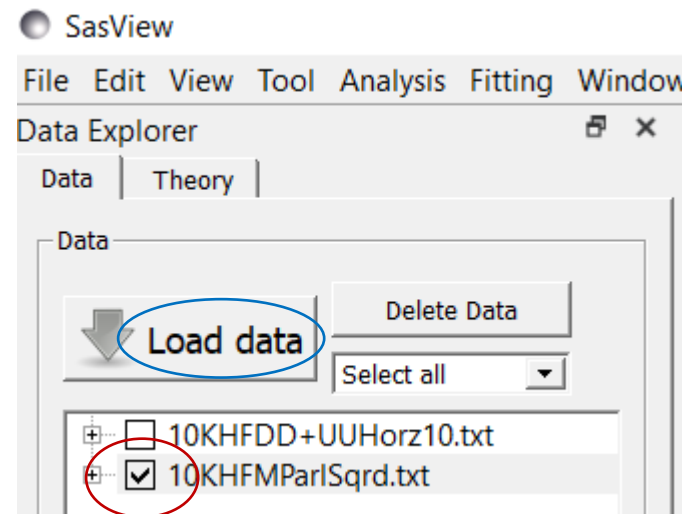 SasView
File Edit View Tool Analysis Fitting Window
Data Explorer
Data Theory
Data
Load data
Delete Data
Select all
10KHFDD+UUHorz10.txt
10KHFMParlSqrd.txt